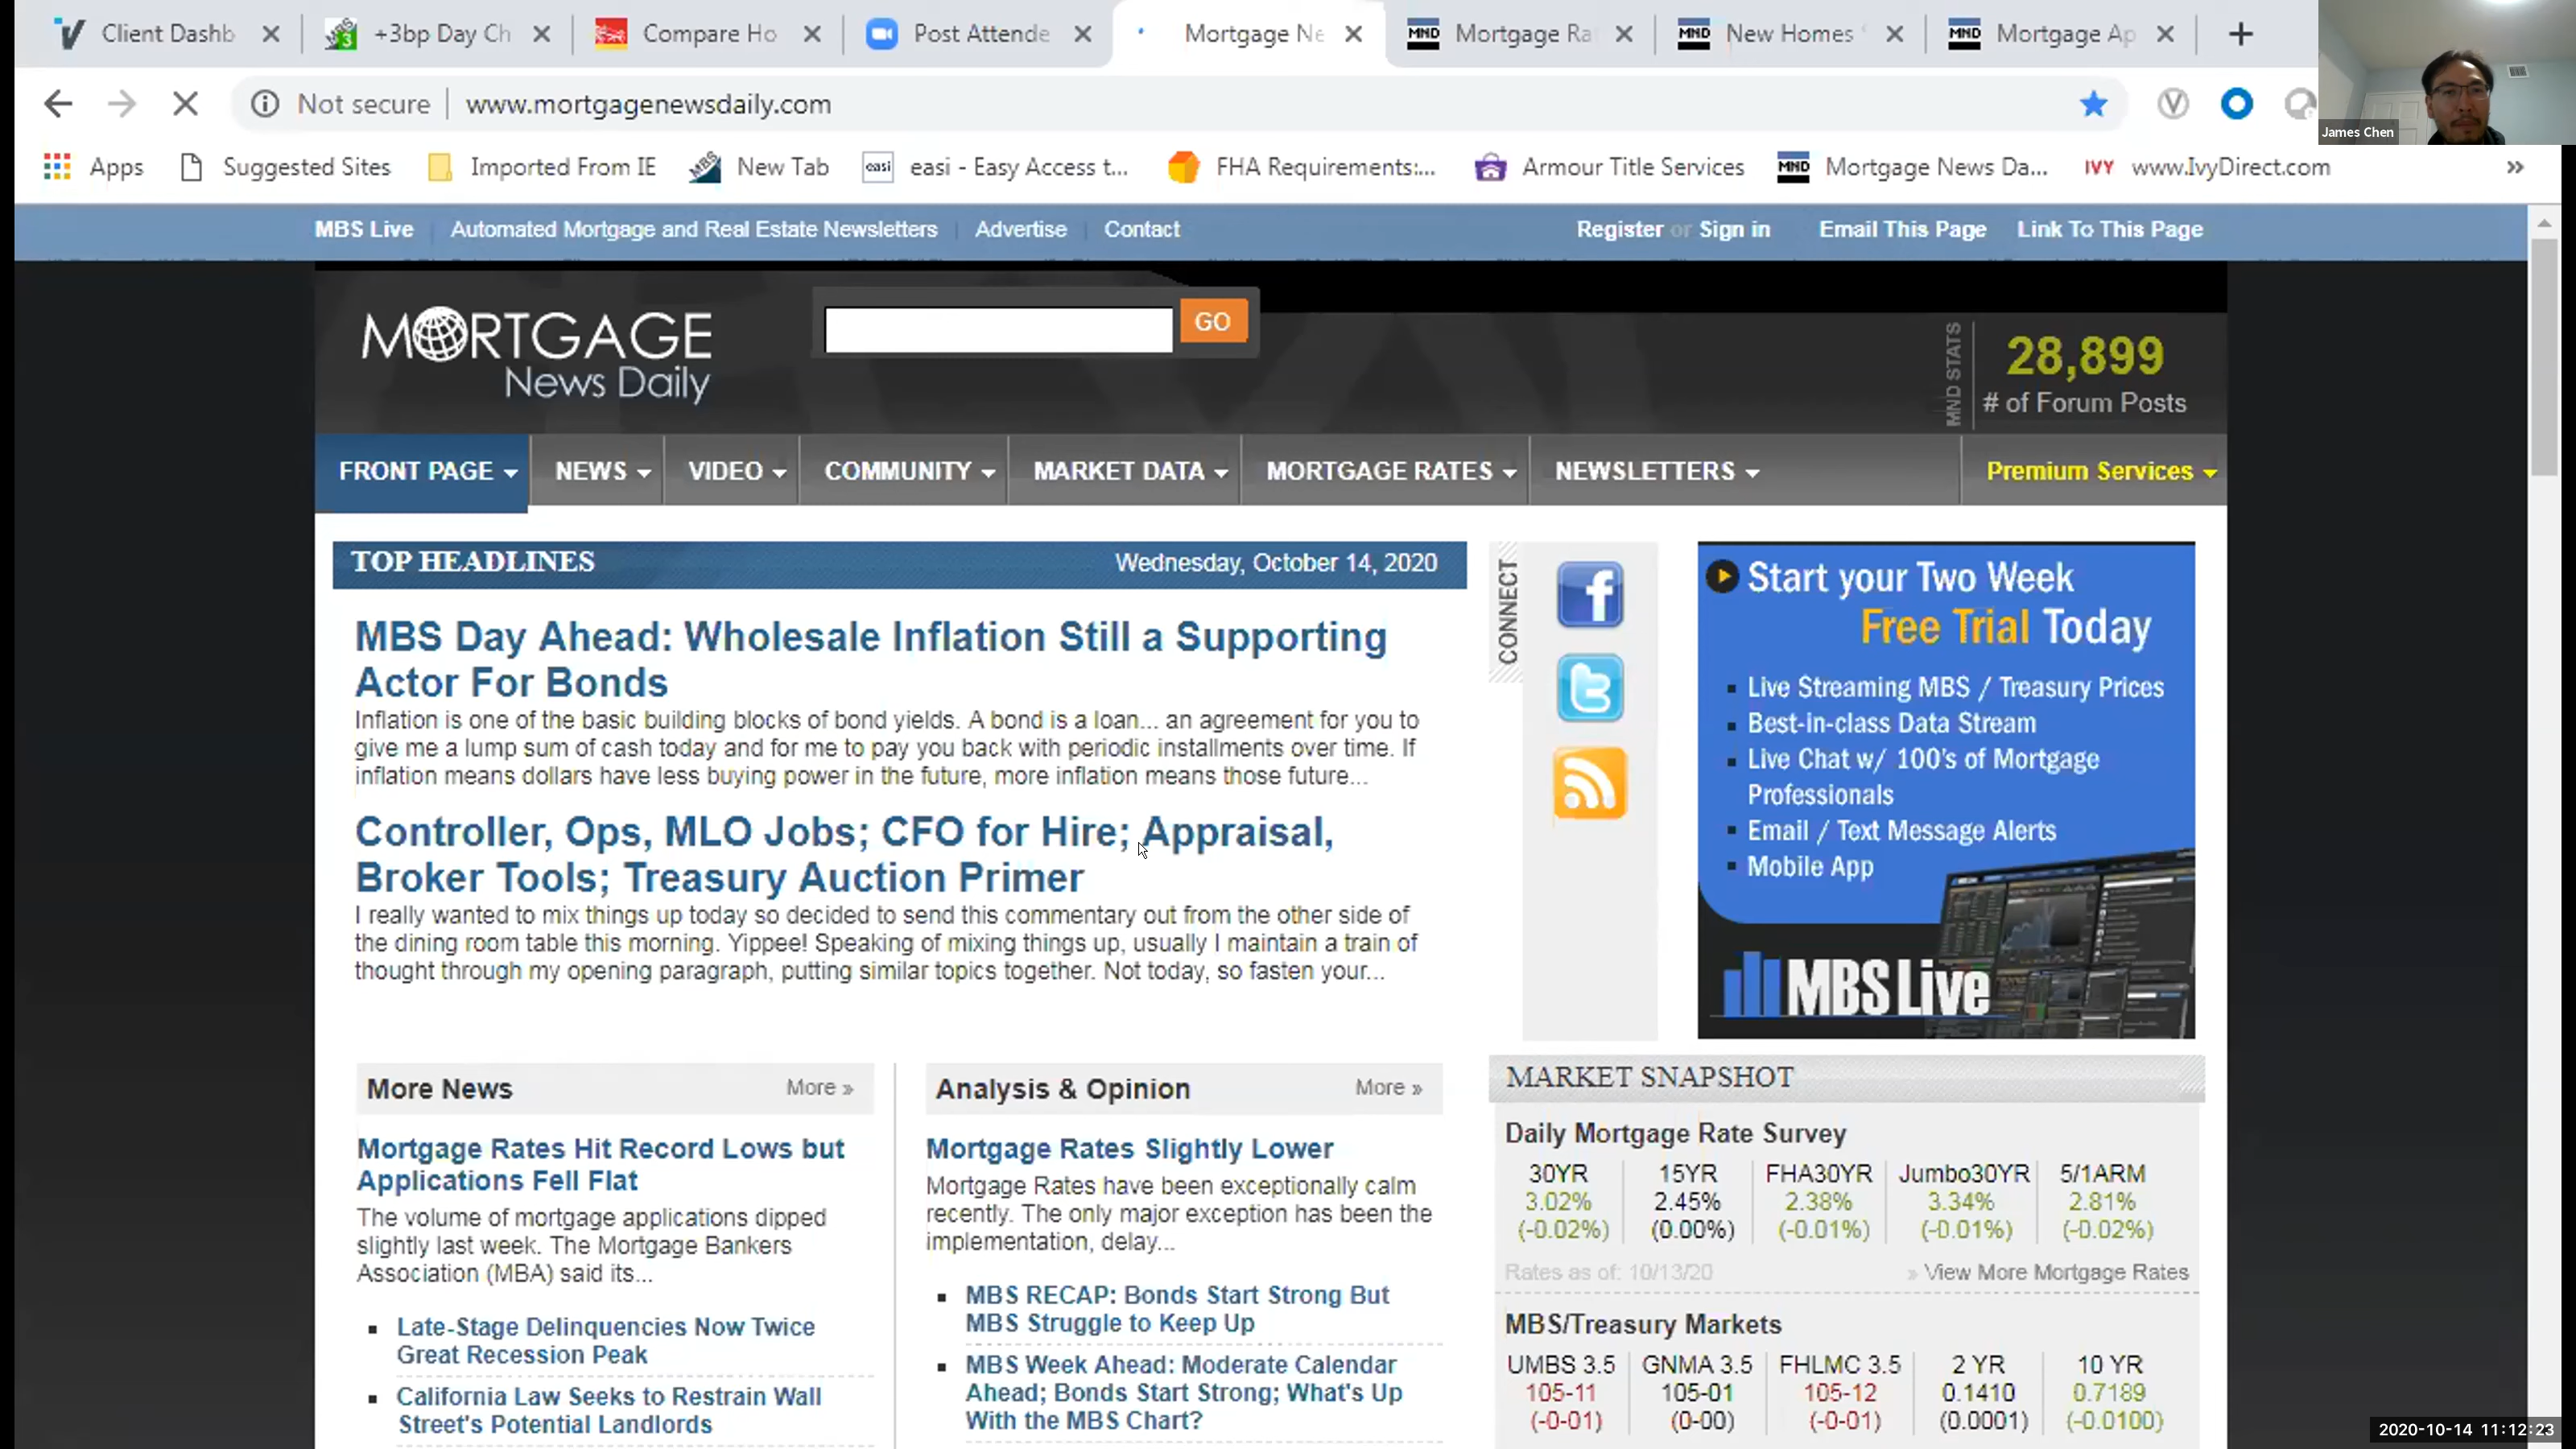 Client Dashb
+3bp Day Ch
Compare Ho
Post Attende
Mortgage Ne
MND Mortgage Ra
MND New Homes
MND Mortgage Ap
Not secure www.mortgagenewsdaily.com
James Chen
Apps Suggested Sites Imported From IE MBS New Tab easi easi - Easy Access t... FHA Requirements:... Armour Title Services MND Mortgage News Da... IVY www.IvyDirect.com »
MBS Live Automated Mortgage and Real Estate Newsletters Advertise Contact Register or Sign in Email This Page Link To This Page
MORTGAGE
News Daily
GO
MND STATS
28,899
# of Forum Posts
FRONT PAGE NEWS VIDEO COMMUNITY MARKET DATA MORTGAGE RATES NEWSLETTERS Premium Services
TOP HEADLINES Wednesday, October 14, 2020
MBS Day Ahead: Wholesale Inflation Still a Supporting
Actor For Bonds
Inflation is one of the basic building blocks of bond yields. A bond is a loan... an agreement for you to
give me a lump sum of cash today and for me to pay you back with periodic installments over time. If
inflation means dollars have less buying power in the future, more inflation means those future...
Controller, Ops, MLO Jobs; CFO for Hire; Appraisal,
Broker Tools; Treasury Auction Primer
I really wanted to mix things up today so decided to send this commentary out from the other side of
the dining room table this morning. Yippee! Speaking of mixing things up, usually I maintain a train of
thought through my opening paragraph, putting similar topics together. Not today, so fasten your...
CONNECT
Start your Two Week
Free Trial Today
Live Streaming MBS / Treasury Prices
Best-in-class Data Stream
Live Chat w/ 100's of Mortgage
Professionals
Email / Text Message Alerts
Mobile App
MBS Live
More News More »
Mortgage Rates Hit Record Lows but
Applications Fell Flat
The volume of mortgage applications dipped
slightly last week. The Mortgage Bankers
Association (MBA) said its...
Late-Stage Delinquencies Now Twice
Great Recession Peak
California Law Seeks to Restrain Wall
Street's Potential Landlords
Analysis & Opinion More »
Mortgage Rates Slightly Lower
Mortgage Rates have been exceptionally calm
recently. The only major exception has been the
implementation, delay...
MBS RECAP: Bonds Start Strong But
MBS Struggle to Keep Up
MBS Week Ahead: Moderate Calendar
Ahead; Bonds Start Strong; What's Up
With the MBS Chart?
MARKET SNAPSHOT
Daily Mortgage Rate Survey
30YR 15YR FHA30YR Jumbo30YR 5/1ARM
3.02% 2.45% 2.38% 3.34% 2.81%
(-0.02%) (0.00%) (-0.01%) (-0.01%) (-0.02%)
Rates as of: 10/13/20 » View More Mortgage Rates
MBS/Treasury Markets
UMBS 3.5 GNMA 3.5 FHLMC 3.5 2 YR 10 YR
105-11 105-01 105-12 0.1410 0.7189
(-0-01) (0-00) (-0-01) (0.0001) (-0.0100)
2020-10-14 11:12:23